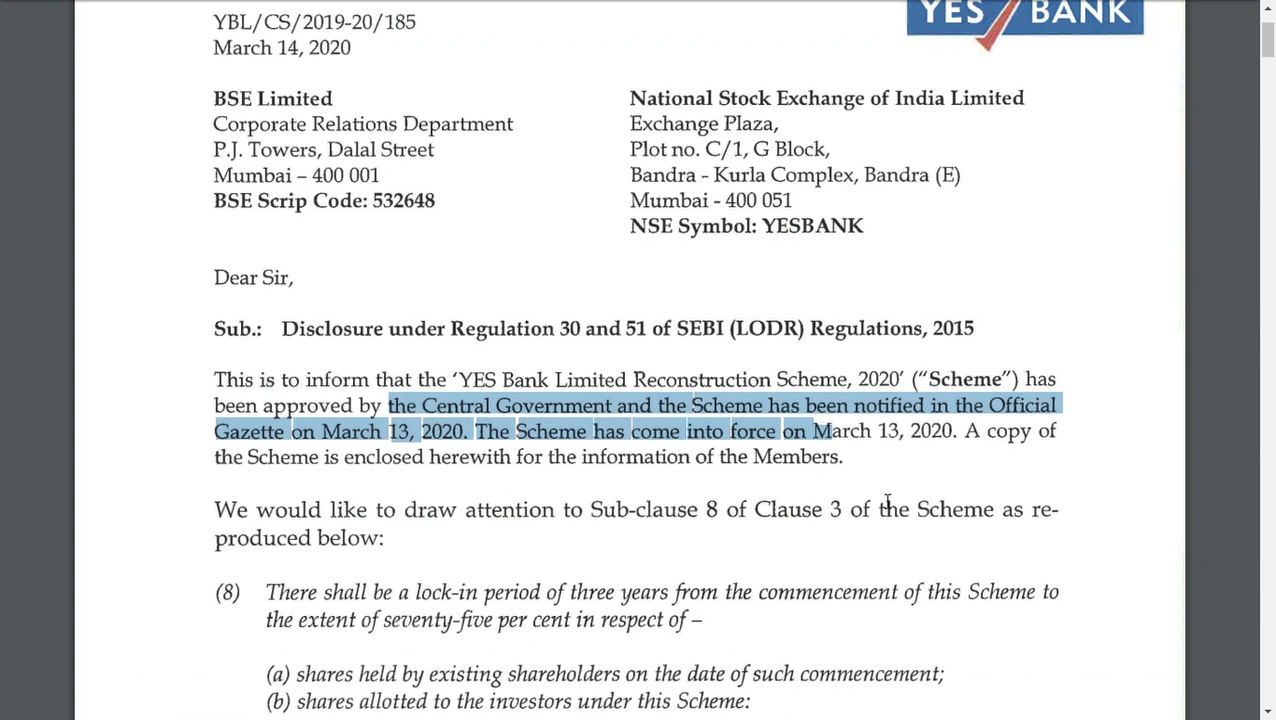 YES BANK
YBL/CS/2019-20/185
March 14, 2020
BSE Limited
Corporate Relations Department
P.J. Towers, Dalal Street
Mumbai – 400 001
BSE Scrip Code: 532648
National Stock Exchange of India Limited
Exchange Plaza,
Plot no. C/1, G Block,
Bandra - Kurla Complex, Bandra (E)
Mumbai - 400 051
NSE Symbol: YESBANK
Dear Sir,
Sub.: Disclosure under Regulation 30 and 51 of SEBI (LODR) Regulations, 2015
This is to inform that the ‘YES Bank Limited Reconstruction Scheme, 2020’ (“Scheme”) has
been approved by the Central Government and the Scheme has been notified in the Official
Gazette on March 13, 2020. The Scheme has come into force on March 13, 2020. A copy of
the Scheme is enclosed herewith for the information of the Members.
We would like to draw attention to Sub-clause 8 of Clause 3 of the Scheme as re-
produced below:
(8) There shall be a lock-in period of three years from the commencement of this Scheme to
the extent of seventy-five per cent in respect of –
(a) shares held by existing shareholders on the date of such commencement;
(b) shares allotted to the investors under this Scheme: